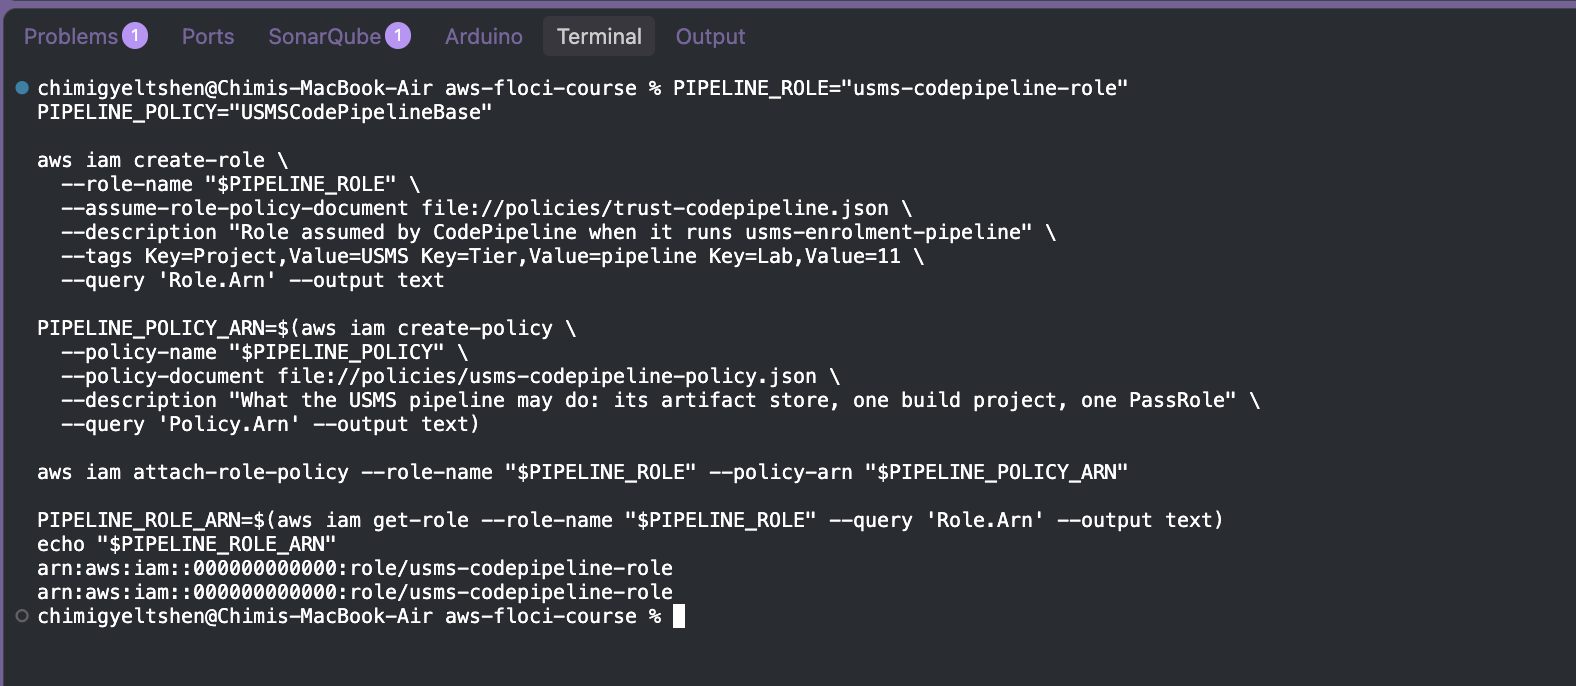 Problems 1 Ports SonarQube 1 Arduino Terminal Output
chimigyeltshen@Chimis-MacBook-Air aws-floci-course % PIPELINE_ROLE="usms-codepipeline-role"
PIPELINE_POLICY="USMSCodePipelineBase"

aws iam create-role \
  --role-name "$PIPELINE_ROLE" \
  --assume-role-policy-document file://policies/trust-codepipeline.json \
  --description "Role assumed by CodePipeline when it runs usms-enrolment-pipeline" \
  --tags Key=Project,Value=USMS Key=Tier,Value=pipeline Key=Lab,Value=11 \
  --query 'Role.Arn' --output text

PIPELINE_POLICY_ARN=$(aws iam create-policy \
  --policy-name "$PIPELINE_POLICY" \
  --policy-document file://policies/usms-codepipeline-policy.json \
  --description "What the USMS pipeline may do: its artifact store, one build project, one PassRole" \
  --query 'Policy.Arn' --output text)

aws iam attach-role-policy --role-name "$PIPELINE_ROLE" --policy-arn "$PIPELINE_POLICY_ARN"

PIPELINE_ROLE_ARN=$(aws iam get-role --role-name "$PIPELINE_ROLE" --query 'Role.Arn' --output text)
echo "$PIPELINE_ROLE_ARN"
arn:aws:iam::000000000000:role/usms-codepipeline-role
arn:aws:iam::000000000000:role/usms-codepipeline-role
chimigyeltshen@Chimis-MacBook-Air aws-floci-course %